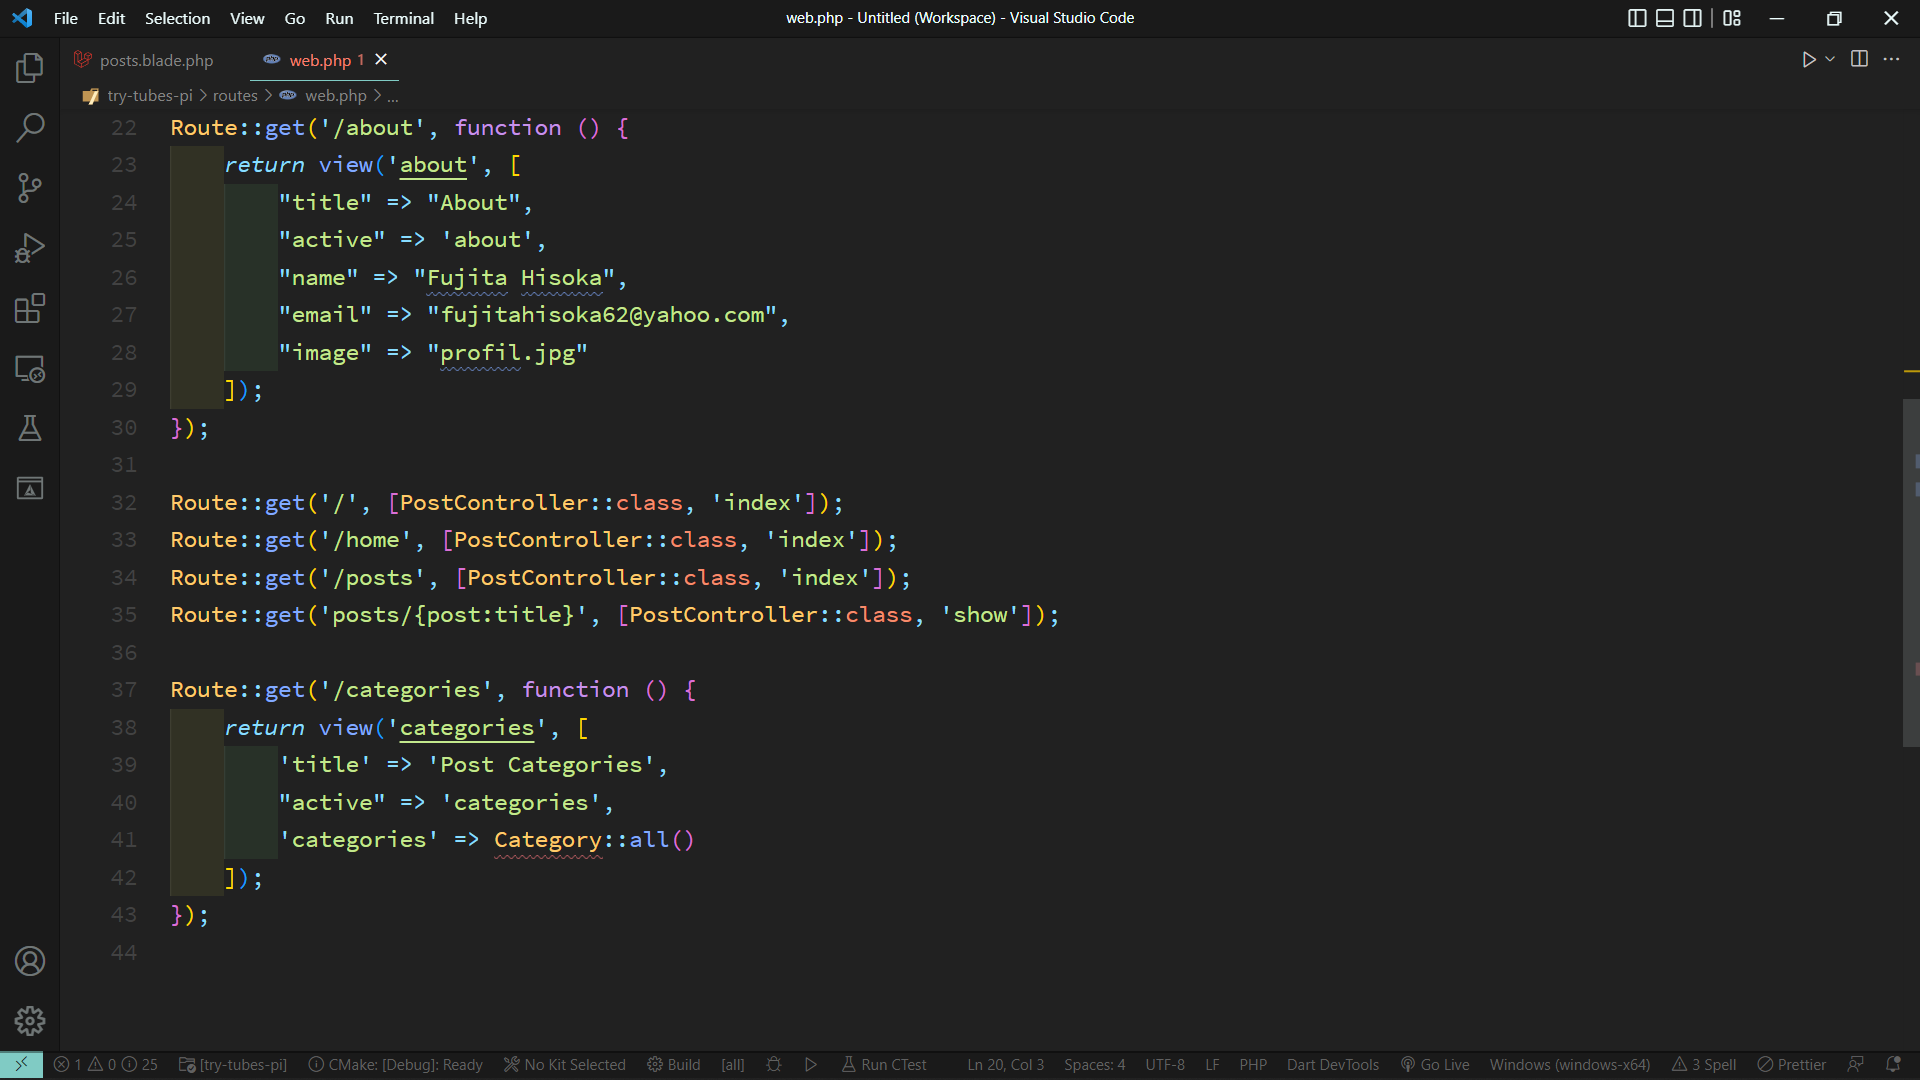 File Edit Selection View Go Run Terminal Help
web.php - Untitled (Workspace) - Visual Studio Code
posts.blade.php
web.php 1
try-tubes-pi > routes > web.php > ...
22 Route::get('/about', function () {
23 return view('about', [
24 "title" => "About",
25 "active" => 'about',
26 "name" => "Fujita Hisoka",
27 "email" => "fujitahisoka62@yahoo.com",
28 "image" => "profil.jpg"
29 ]);
30 });
31
32 Route::get('/', [PostController::class, 'index']);
33 Route::get('/home', [PostController::class, 'index']);
34 Route::get('/posts', [PostController::class, 'index']);
35 Route::get('posts/{post:title}', [PostController::class, 'show']);
36
37 Route::get('/categories', function () {
38 return view('categories', [
39 'title' => 'Post Categories',
40 "active" => 'categories',
41 'categories' => Category::all()
42 ]);
43 });
44
1 0 25 [try-tubes-pi] CMake: [Debug]: Ready No Kit Selected Build [all] Run CTest Ln 20, Col 3 Spaces: 4 UTF-8 LF PHP Dart DevTools Go Live Windows (windows-x64) 3 Spell Prettier